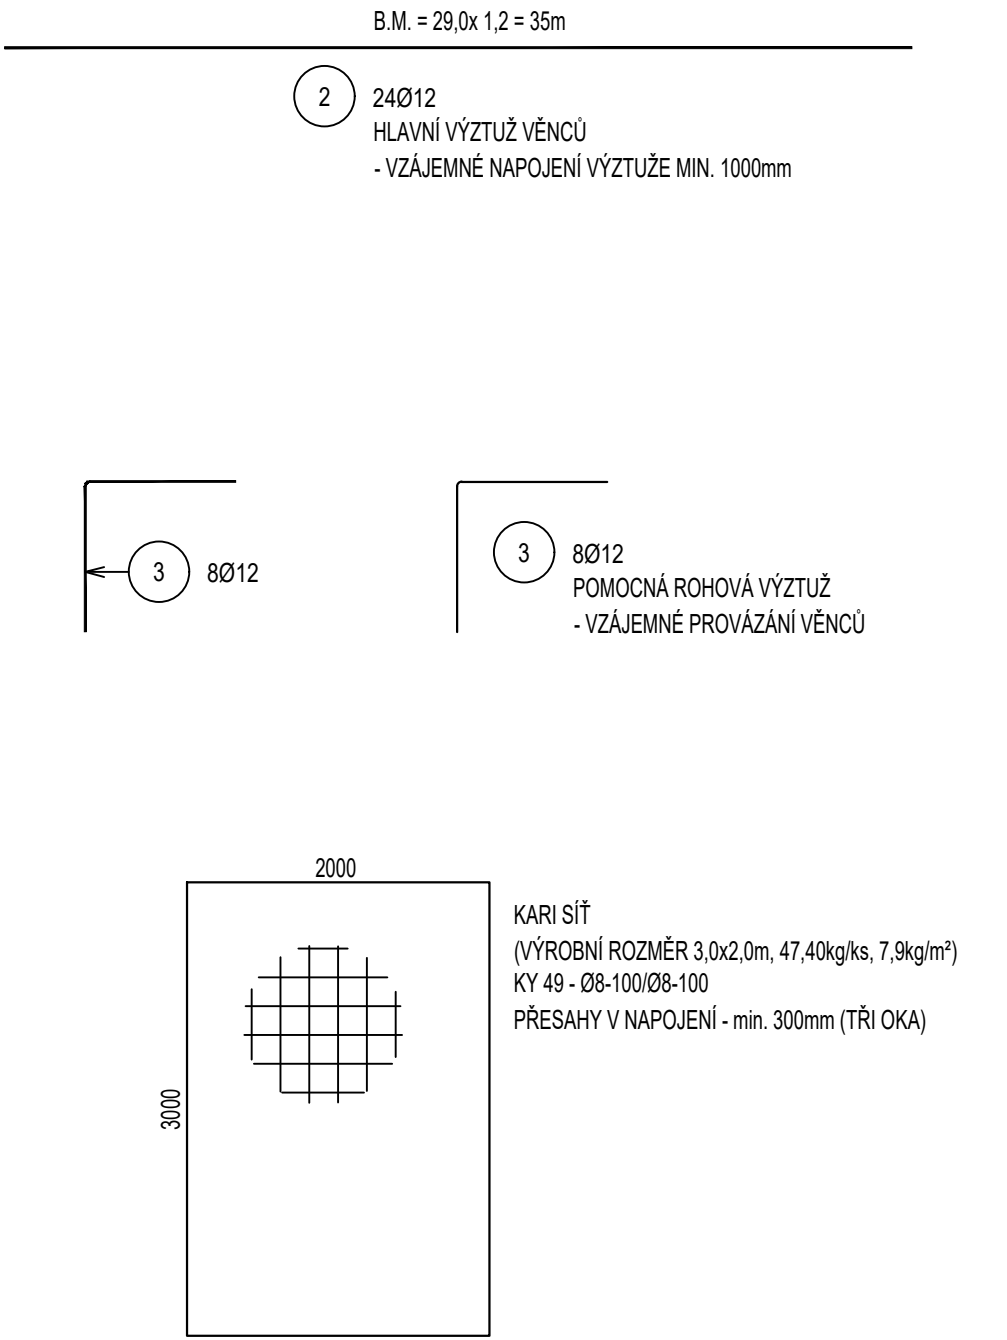 B.M. = 29,0x 1,2 = 35m
2
24Ø12
HLAVNÍ VÝZTUŽ VĚNCŮ
- VZÁJEMNÉ NAPOJENÍ VÝZTUŽE MIN. 1000mm
3
8Ø12
3
8Ø12
POMOCNÁ ROHOVÁ VÝZTUŽ
- VZÁJEMNÉ PROVÁZÁNÍ VĚNCŮ
2000
3000
KARI SÍŤ
(VÝROBNÍ ROZMĚR 3,0x2,0m, 47,40kg/ks, 7,9kg/m²)
KY 49 - Ø8-100/Ø8-100
PŘESAHY V NAPOJENÍ - min. 300mm (TŘI OKA)